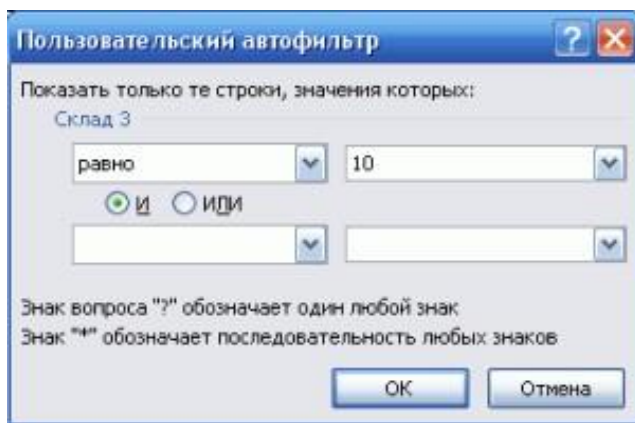 Пользовательский автофильтр
Показать только те строки, значения которых:
Склад 3
равно 10
И ИЛИ
Знак вопроса "?" обозначает один любой знак
Знак "*" обозначает последовательность любых знаков
ОК Отмена